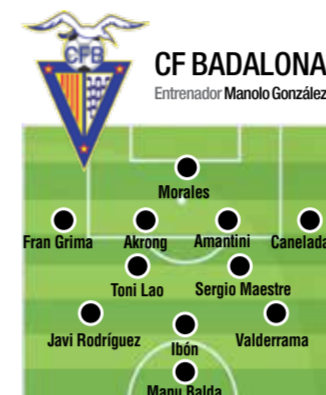 CFB
CF BADALONA
Entrenador Manolo González
Morales
Fran Grima Akrong Amantini Canelada
Toni Lao Sergio Maestre
Javi Rodríguez Ibón Valderrama
Manu Balda